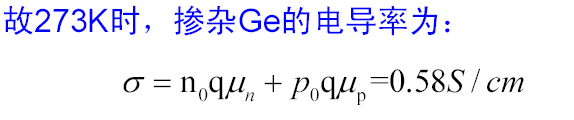 故273K时，掺杂Ge的电导率为：
σ = n₀qμₙ + p₀qμₚ=0.58S / cm